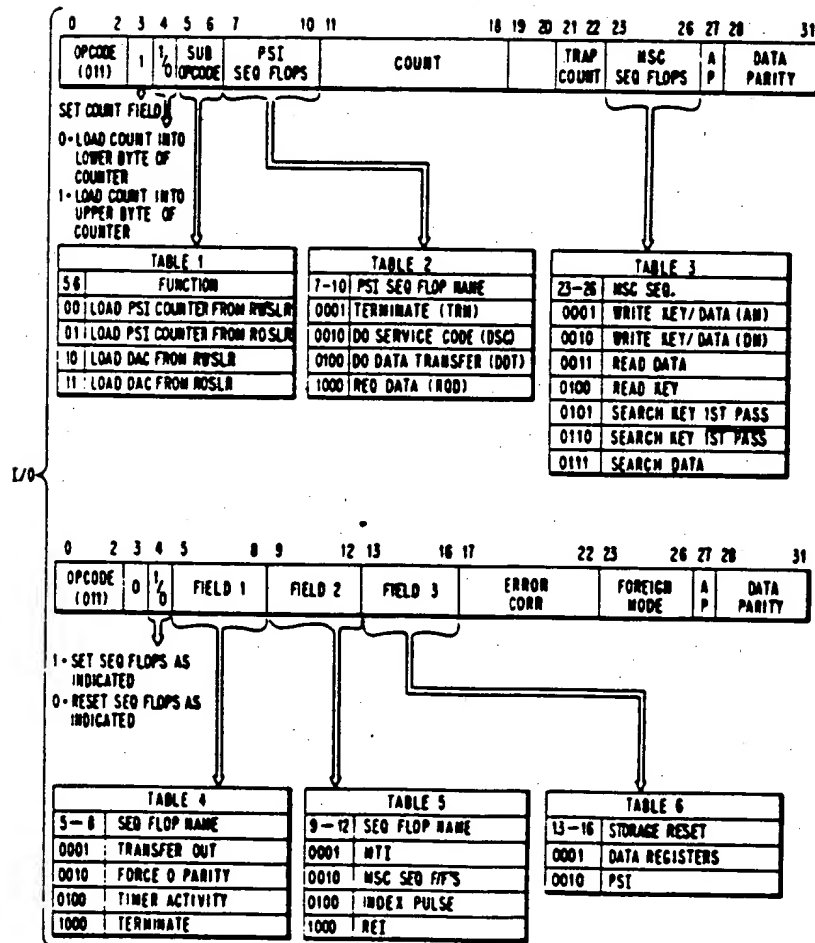 0 2 3 4 5 6 7 10 11 18 19 20 21 22 23 26 27 28 31
OPCODE (011) 1 1/0 SUB OPCODE PSI SEQ FLOPS COUNT TRAP COUNT MSC SEQ FLOPS A P DATA PARITY
SET COUNT FIELD
0-LOAD COUNT INTO
LOWER BYTE OF
COUNTER
1-LOAD COUNT INTO
UPPER BYTE OF
COUNTER
TABLE 1
56 FUNCTION
00 LOAD PSI COUNTER FROM RWSLR
01 LOAD PSI COUNTER FROM ROSLR
10 LOAD DAC FROM RWSLR
11 LOAD DAC FROM ROSLR
TABLE 2
7-10 PSI SEQ FLOP NAME
0001 TERMINATE (TRM)
0010 DO SERVICE CODE (DSC)
0100 DO DATA TRANSFER (DDT)
1000 REQ DATA (RQD)
TABLE 3
23-26 MSC SEQ.
0001 WRITE KEY/DATA (AM)
0010 WRITE KEY/DATA (DM)
0011 READ DATA
0100 READ KEY
0101 SEARCH KEY 1ST PASS
0110 SEARCH KEY 1ST PASS
0111 SEARCH DATA
I/O
0 2 3 4 5 8 9 12 13 16 17 22 23 26 27 28 31
OPCODE (011) 0 1/0 FIELD 1 FIELD 2 FIELD 3 ERROR CORR FOREIGN MODE A P DATA PARITY
1-SET SEQ FLOPS AS
INDICATED
0-RESET SEQ FLOPS AS
INDICATED
TABLE 4
5-8 SEQ FLOP NAME
0001 TRANSFER OUT
0010 FORCE 0 PARITY
0100 TIMER ACTIVITY
1000 TERMINATE
TABLE 5
9-12 SEQ FLOP NAME
0001 MTI
0010 MSC SEQ F/F'S
0100 INDEX PULSE
1000 REI
TABLE 6
13-16 STORAGE RESET
0001 DATA REGISTERS
0010 PSI